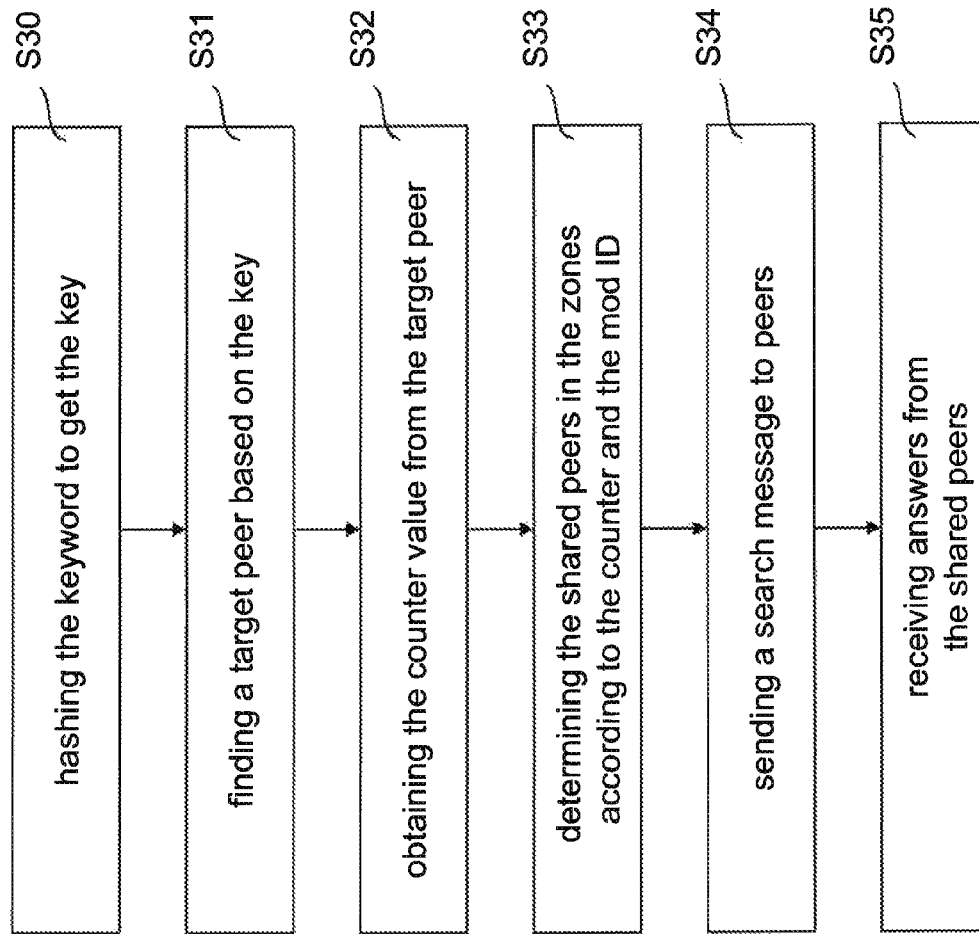 S30
hashing the keyword to get the key
S31
finding a target peer based on the key
S32
obtaining the counter value from the target peer
S33
determining the shared peers in the zones
according to the counter and the mod ID
S34
sending a search message to peers
S35
receiving answers from
the shared peers